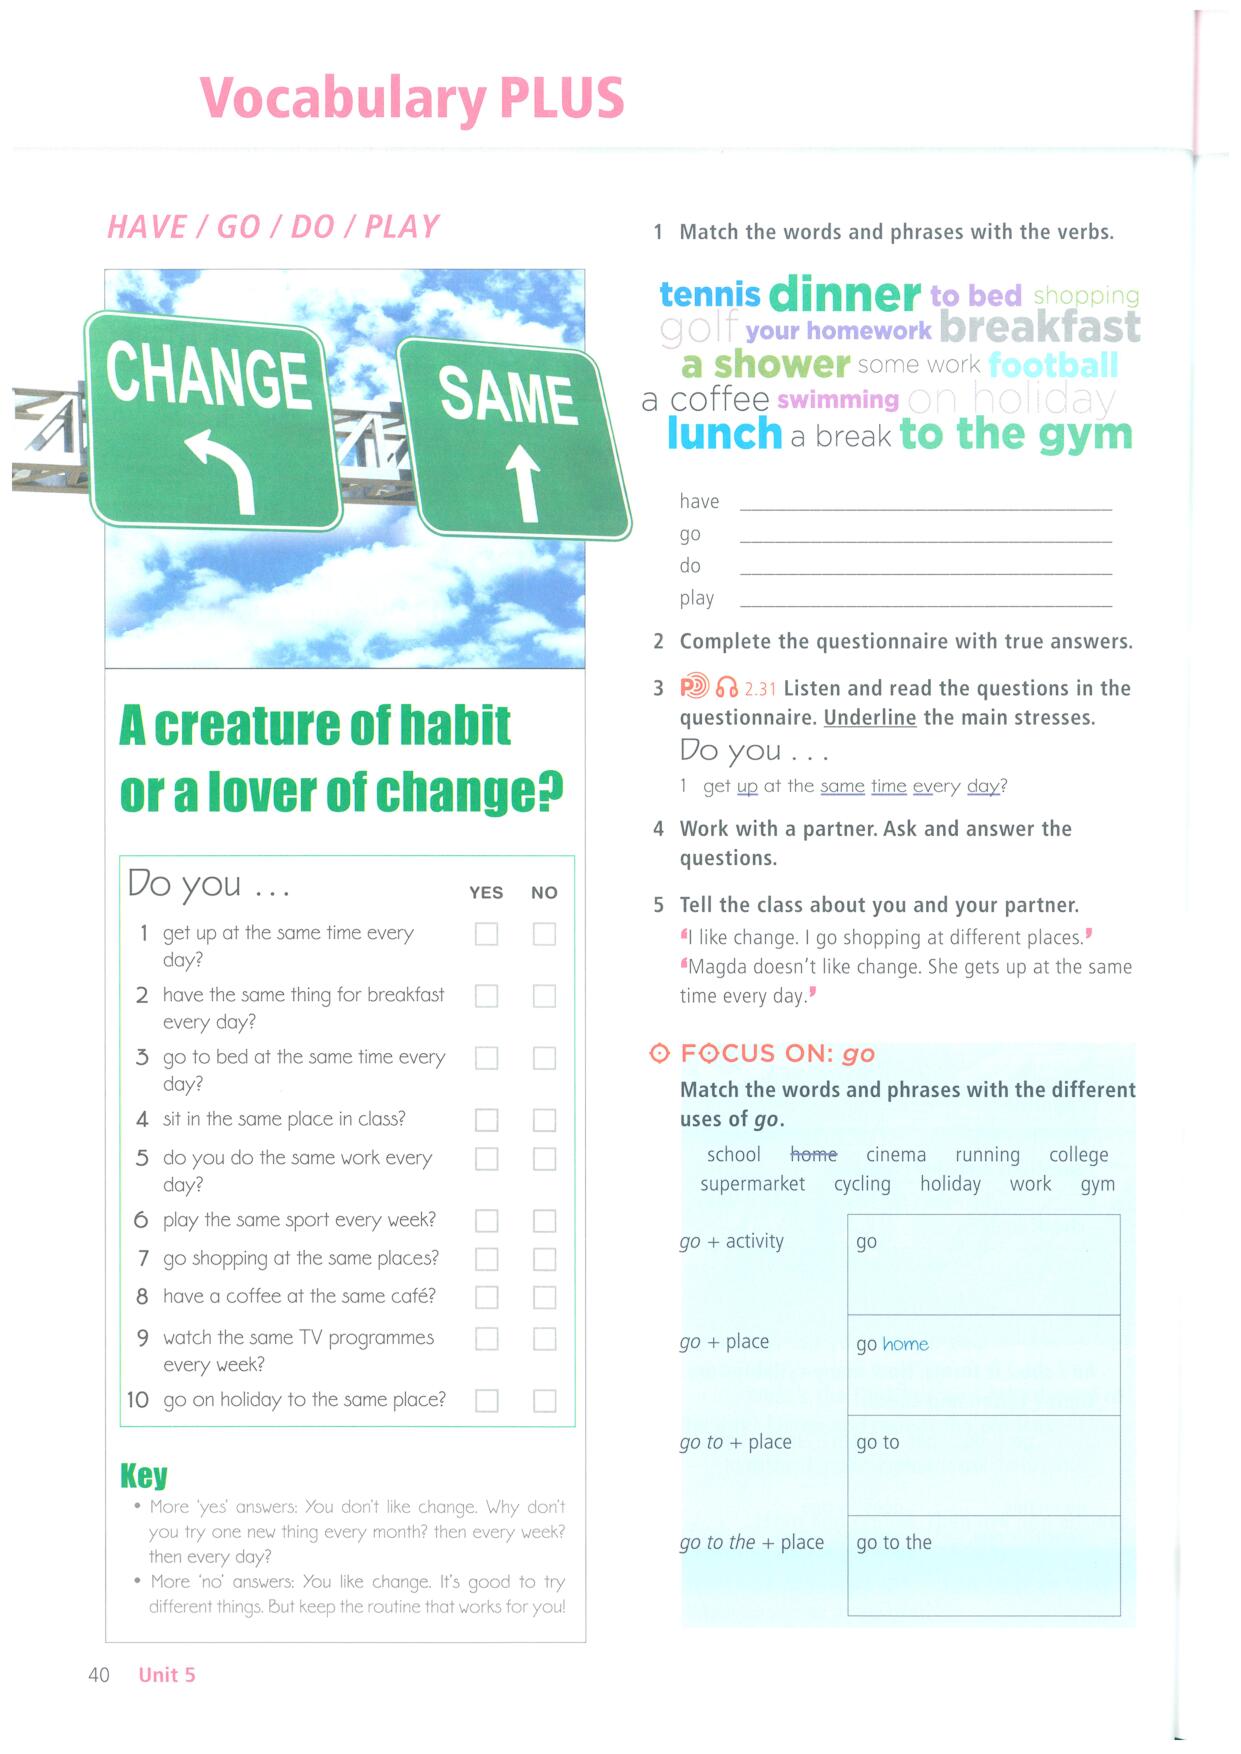 Vocabulary PLUS
HAVE / GO / DO / PLAY
CHANGE
SAME
A creature of habit
or a lover of change?
Do you ...
YES NO
1 get up at the same time every
day?
2 have the same thing for breakfast
every day?
3 go to bed at the same time every
day?
4 sit in the same place in class?
5 do you do the same work every
day?
6 play the same sport every week?
7 go shopping at the same places?
8 have a coffee at the same café?
9 watch the same TV programmes
every week?
10 go on holiday to the same place?
Key
• More 'yes' answers: You don't like change. Why don't
you try one new thing every month? then every week?
then every day?
• More 'no' answers: You like change. It's good to try
different things. But keep the routine that works for you!
1 Match the words and phrases with the verbs.
tennis dinner to bed shopping
golf your homework breakfast
a shower some work football
a coffee swimming on holiday
lunch a break to the gym
have
go
do
play
2 Complete the questionnaire with true answers.
3 P 2.31 Listen and read the questions in the
questionnaire. Underline the main stresses.
Do you ...
1 get up at the same time every day?
4 Work with a partner. Ask and answer the
questions.
5 Tell the class about you and your partner.
'I like change. I go shopping at different places.'
'Magda doesn't like change. She gets up at the same
time every day.'
FOCUS ON: go
Match the words and phrases with the different
uses of go.
school home cinema running college
supermarket cycling holiday work gym
go + activity go
go + place go home
go to + place go to
go to the + place go to the
40 Unit 5